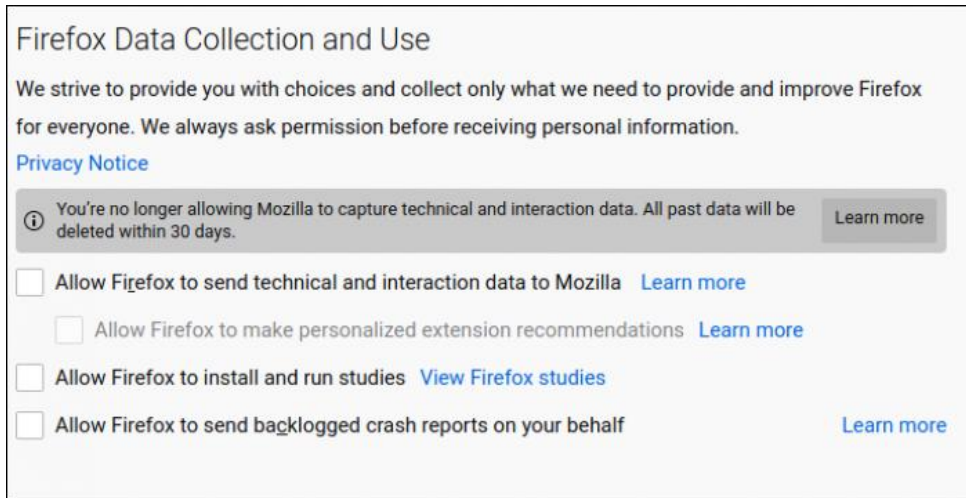 Firefox Data Collection and Use
We strive to provide you with choices and collect only what we need to provide and improve Firefox
for everyone. We always ask permission before receiving personal information.
Privacy Notice
You're no longer allowing Mozilla to capture technical and interaction data. All past data will be
deleted within 30 days.
Learn more
Allow Firefox to send technical and interaction data to Mozilla Learn more
Allow Firefox to make personalized extension recommendations Learn more
Allow Firefox to install and run studies View Firefox studies
Allow Firefox to send backlogged crash reports on your behalf Learn more